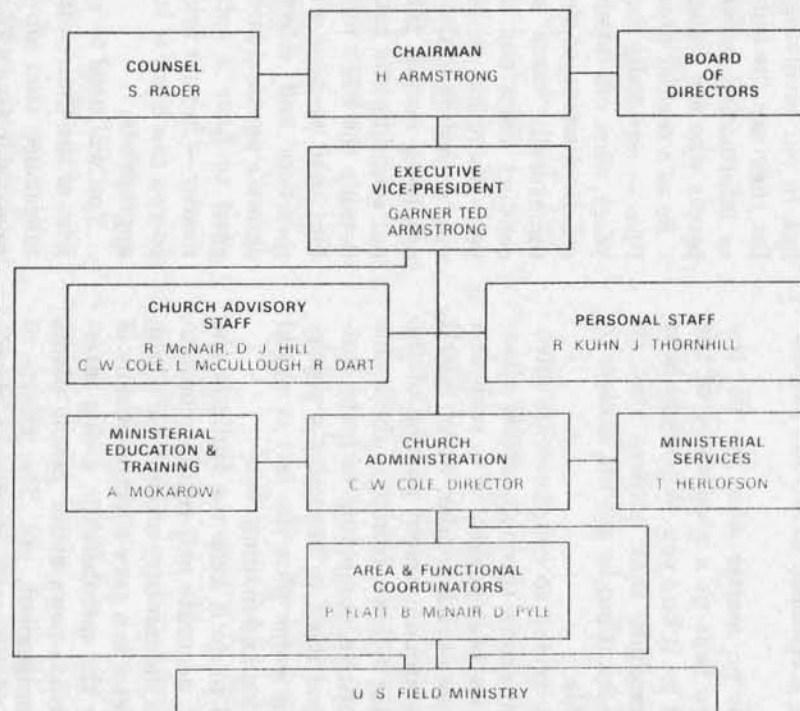 COUNSEL
S RADER
CHAIRMAN
H ARMSTRONG
BOARD
OF
DIRECTORS
EXECUTIVE
VICE-PRESIDENT
GARNER TED
ARMSTRONG
CHURCH ADVISORY
STAFF
R McNAIR, D J HILL
C W COLE, L McCULLOUGH, R DART
PERSONAL STAFF
R KUHN, J THORNHILL
MINISTERIAL
EDUCATION &
TRAINING
A MOKAROW
CHURCH
ADMINISTRATION
C W COLE, DIRECTOR
MINISTERIAL
SERVICES
T HERLOFSON
AREA & FUNCTIONAL
COORDINATORS
P FLATT B McNAIR, D PYLE
U S FIELD MINISTRY